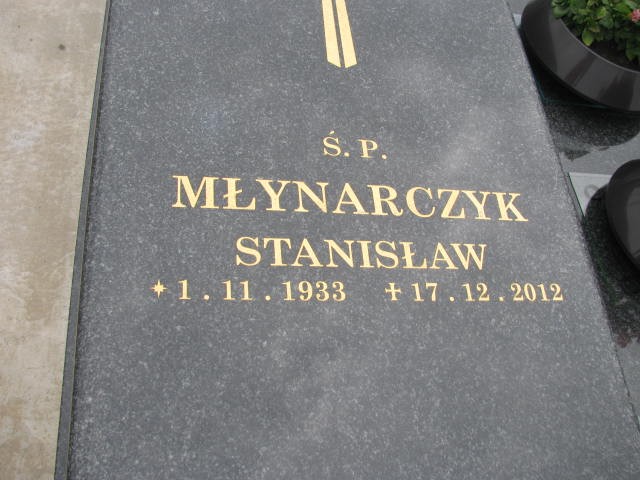 Ś. P.
MŁYNARCZYK
STANISŁAW
* 1 . 11 . 1933 ✝ 17 . 12 . 2012